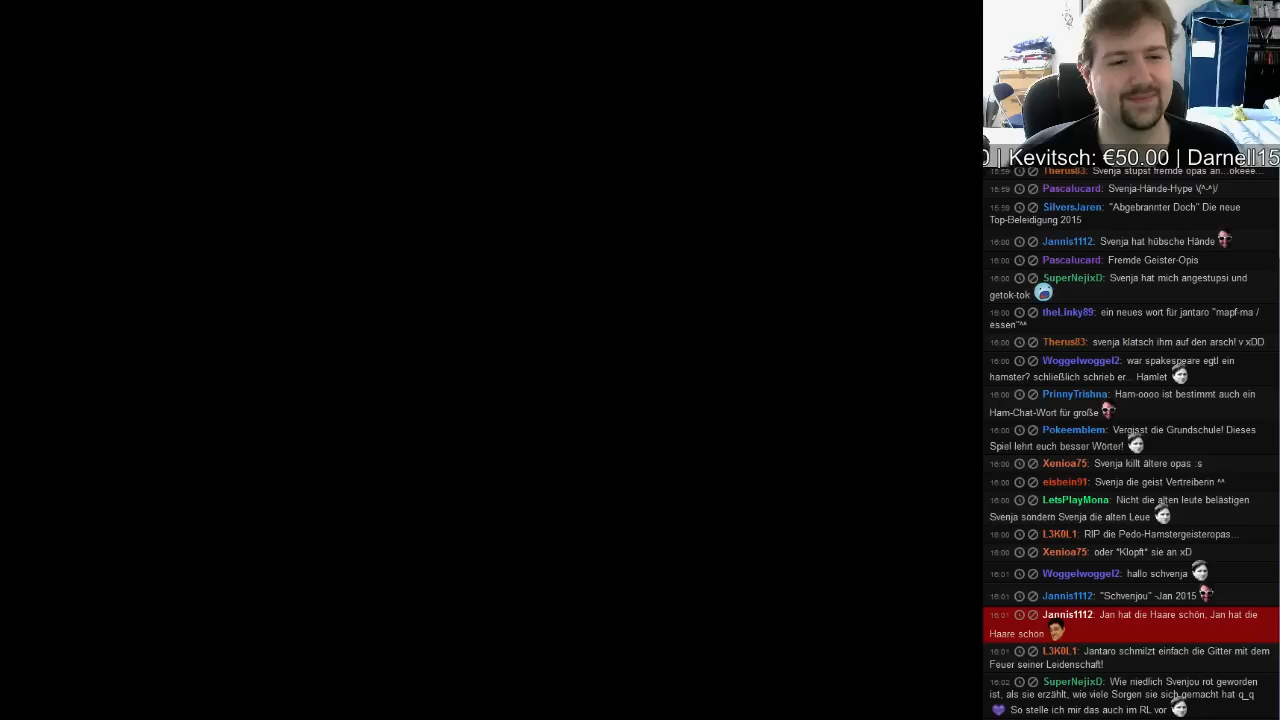 0 | Kevitsch: €50.00 | Darnell15
15:59 Therus83: Svenja stupst fremde opas an...okeee...
15:59 Pascalucard: Svenja-Hände-Hype \(^-^)/
15:59 SilversJaren: "Abgebrannter Doch" Die neue
Top-Beleidigung 2015
16:00 Jannis1112: Svenja hat hübsche Hände
16:00 Pascalucard: Fremde Geister-Opis
16:00 SuperNejixD: Svenja hat mich angestupsi und
getok-tok
16:00 theLinky89: ein neues wort für jantaro "mapf-ma /
essen"^^
16:00 Therus83: svenja klatsch ihm auf den arsch! v xDD
16:00 Woggelwoggel2: war spakespeare egtl ein
hamster? schließlich schrieb er... Hamlet
16:00 PrinnyTrishna: Ham-oooo ist bestimmt auch ein
Ham-Chat-Wort für große
16:00 Pokeemblem: Vergisst die Grundschule! Dieses
Spiel lehrt euch besser Wörter!
16:00 Xenioa75: Svenja killt ältere opas :s
16:00 eisbein91: Svenja die geist Vertreiberin ^^
16:00 LetsPlayMona: Nicht die alten leute belästigen
Svenja sondern Svenja die alten Leue
16:00 L3K0L1: RIP die Pedo-Hamstergeisteropas...
16:00 Xenioa75: oder *Klopft* sie an xD
16:01 Woggelwoggel2: hallo schvenja
16:01 Jannis1112: "Schvenjou" -Jan 2015
16:01 Jannis1112: Jan hat die Haare schön, Jan hat die
Haare schön
16:01 L3K0L1: Jantaro schmilzt einfach die Gitter mit dem
Feuer seiner Leidenschaft!
16:02 SuperNejixD: Wie niedlich Svenjou rot geworden
ist, als sie erzählt, wie viele Sorgen sie sich gemacht hat q_q
So stelle ich mir das auch im RL vor